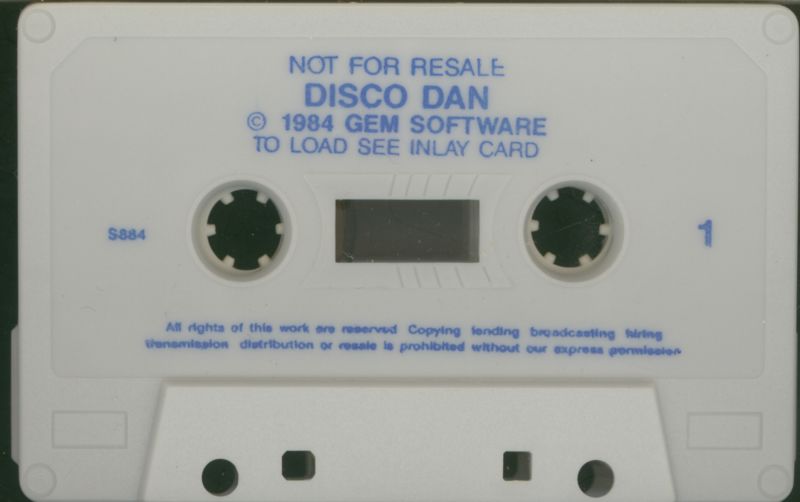 NOT FOR RESALE
DISCO DAN
© 1984 GEM SOFTWARE
TO LOAD SEE INLAY CARD
S884
1
All rights of this work are reserved Copying lending broadcasting hiring
transmission distribution or resale is prohibited without our express permission